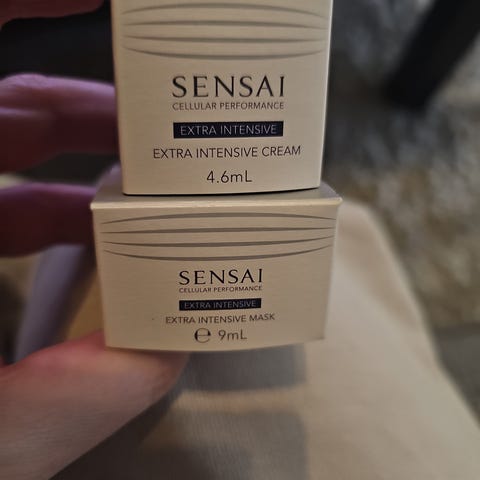 SENSAI
CELLULAR PERFORMANCE
EXTRA INTENSIVE
EXTRA INTENSIVE CREAM
4.6mL
SENSAI
CELLULAR PERFORMANCE
EXTRA INTENSIVE
EXTRA INTENSIVE MASK
℮ 9mL